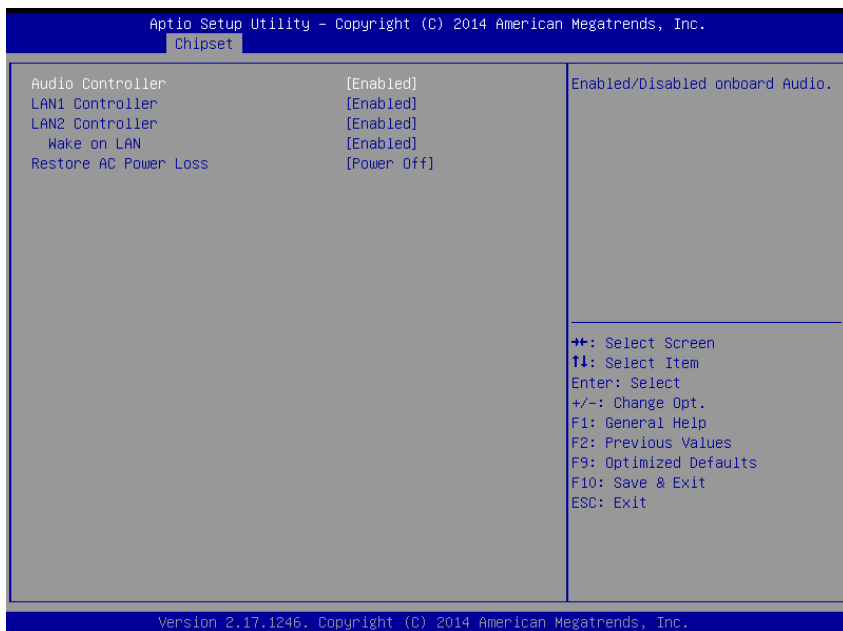 Aptio Setup Utility – Copyright (C) 2014 American Megatrends, Inc.
Chipset
Audio Controller [Enabled]
LAN1 Controller [Enabled]
LAN2 Controller [Enabled]
Wake on LAN [Enabled]
Restore AC Power Loss [Power Off]
Enabled/Disabled onboard Audio.
→←: Select Screen
↑↓: Select Item
Enter: Select
+/-: Change Opt.
F1: General Help
F2: Previous Values
F9: Optimized Defaults
F10: Save & Exit
ESC: Exit
Version 2.17.1246. Copyright (C) 2014 American Megatrends, Inc.